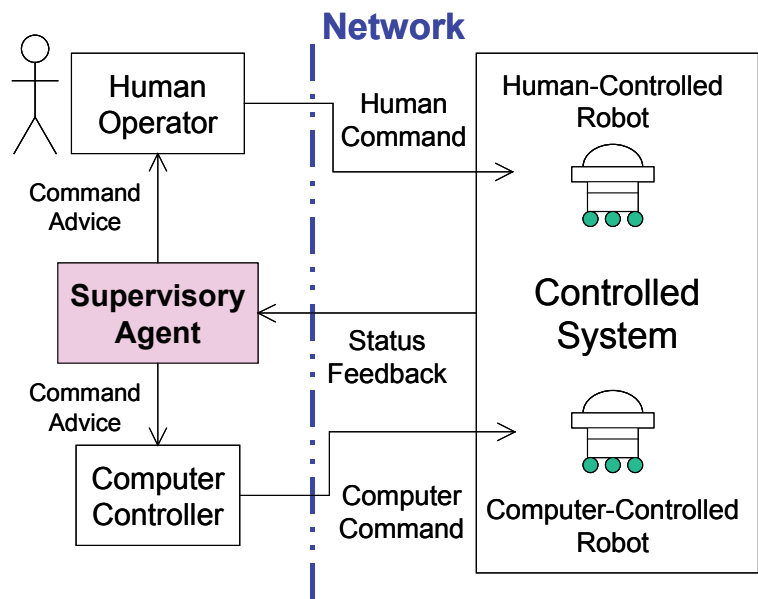 Network
Human
Operator
Human
Command
Human-Controlled
Robot
Command
Advice
Supervisory
Agent
Status
Feedback
Controlled
System
Command
Advice
Computer
Controller
Computer
Command
Computer-Controlled
Robot